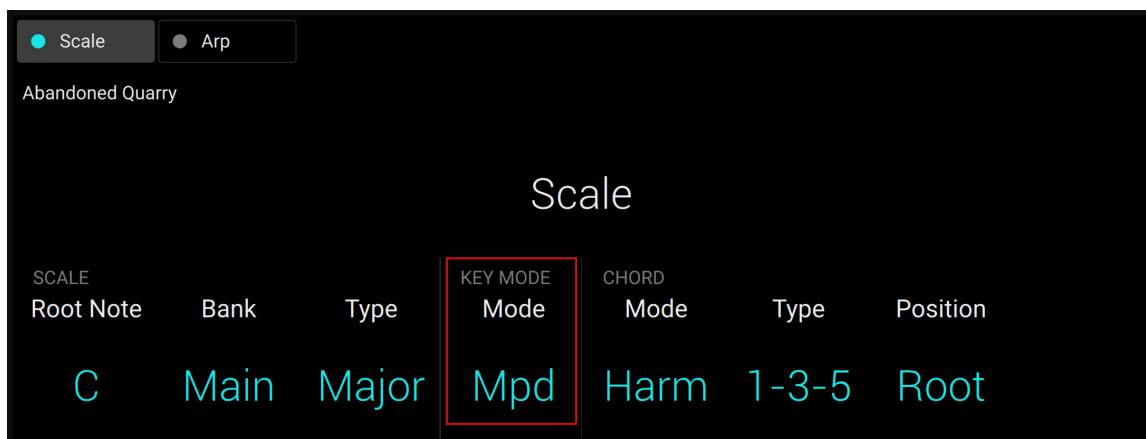 Scale Arp
Abandoned Quarry
Scale
SCALE KEY MODE CHORD
Root Note Bank Type Mode Mode Type Position
C Main Major Mpd Harm 1-3-5 Root